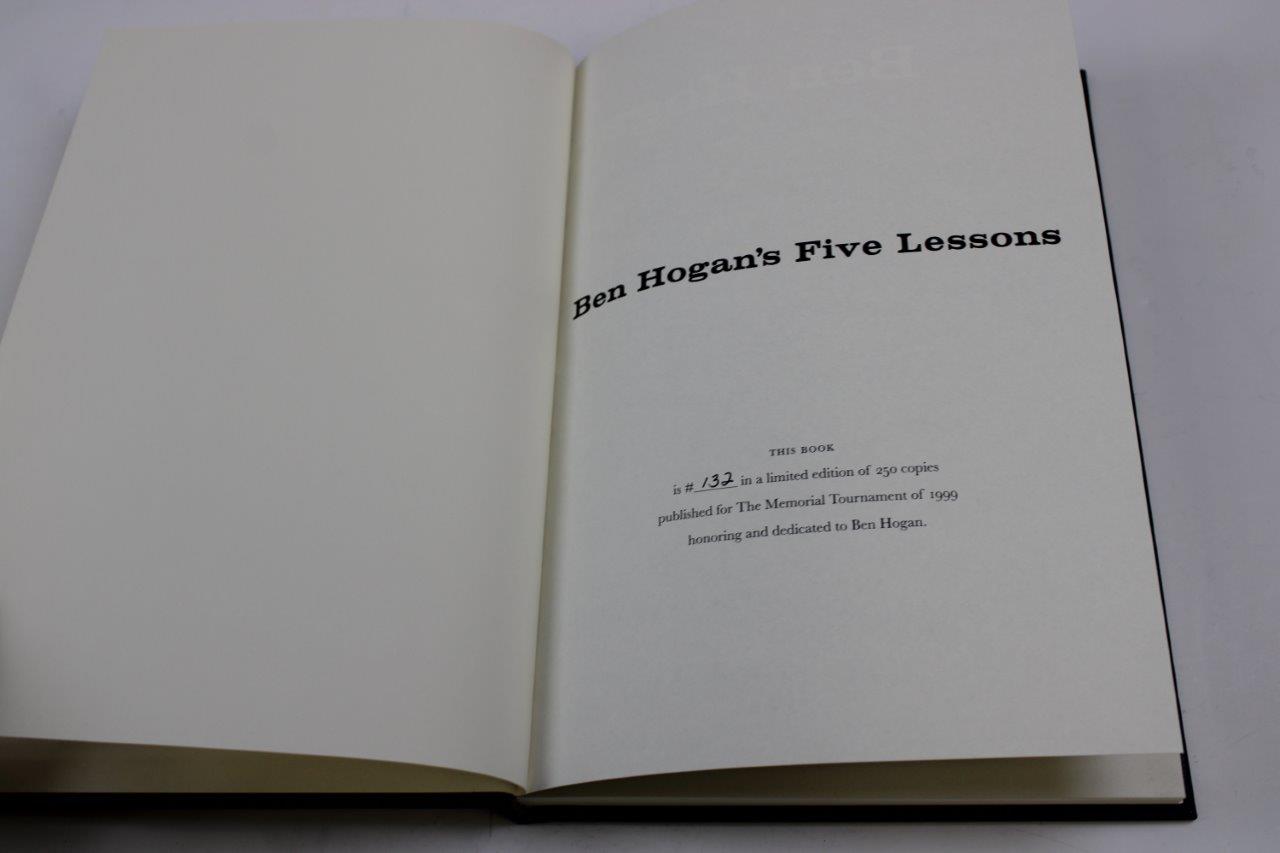 Ben Hogan's Five Lessons
THIS BOOK
is # 132 in a limited edition of 250 copies
published for The Memorial Tournament of 1999
honoring and dedicated to Ben Hogan.